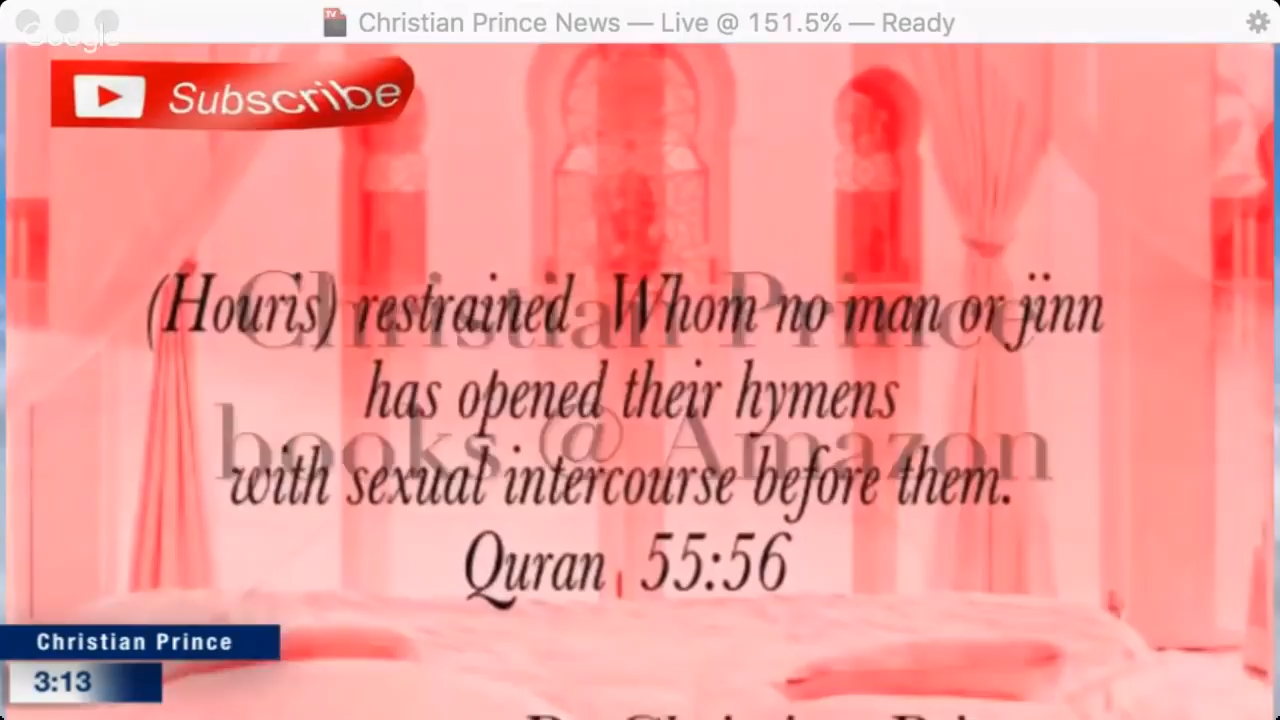 Christian Prince News — Live @ 151.5% — Ready
Google
Subscribe
Christian Prince
(Houris) restrained Whom no man or jinn
has opened their hymens
books @ Amazon
with sexual intercourse before them.
Quran 55:56
Christian Prince
3:13